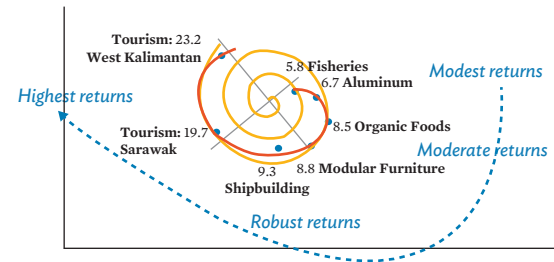 Tourism: 23.2
West Kalimantan
5.8 Fisheries
6.7 Aluminum
Modest returns
Highest returns
8.5 Organic Foods
Tourism: 19.7
Sarawak
Moderate returns
9.3
8.8 Modular Furniture
Shipbuilding
Robust returns